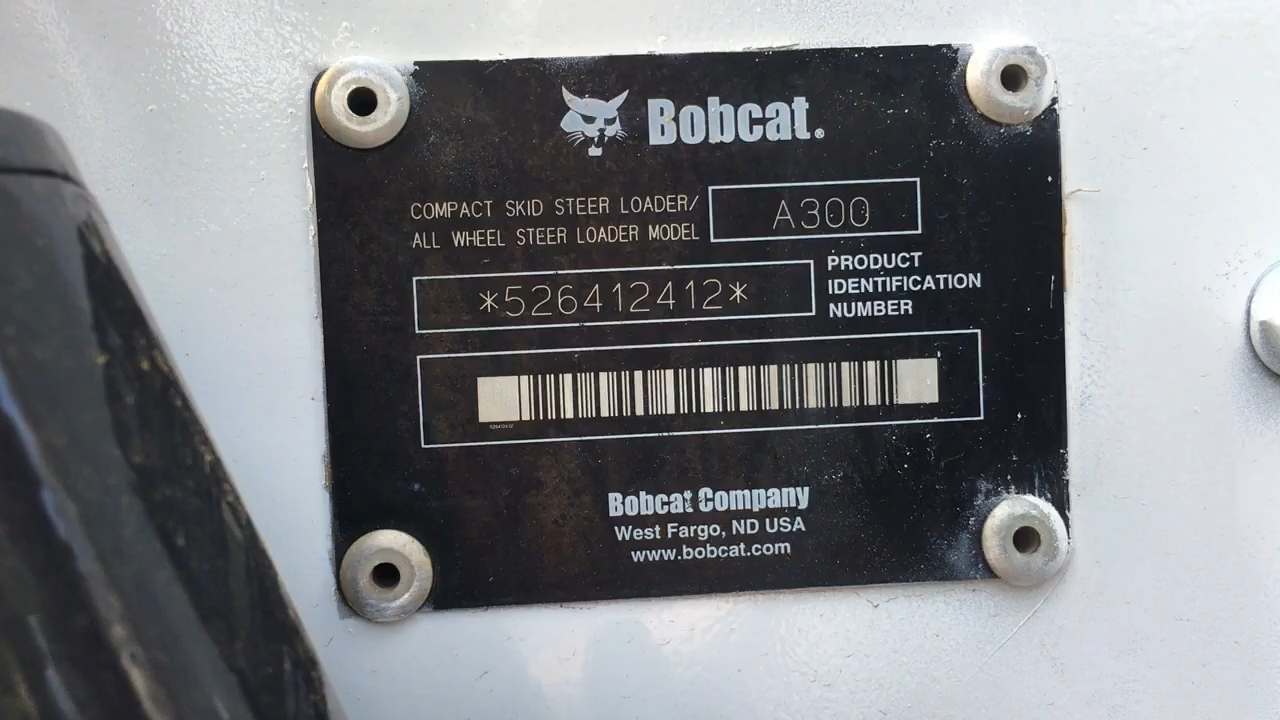 Bobcat®
COMPACT SKID STEER LOADER/
ALL WHEEL STEER LOADER MODEL
A300
*526412412*
PRODUCT
IDENTIFICATION
NUMBER
526412412
Bobcat Company
West Fargo, ND USA
www.bobcat.com